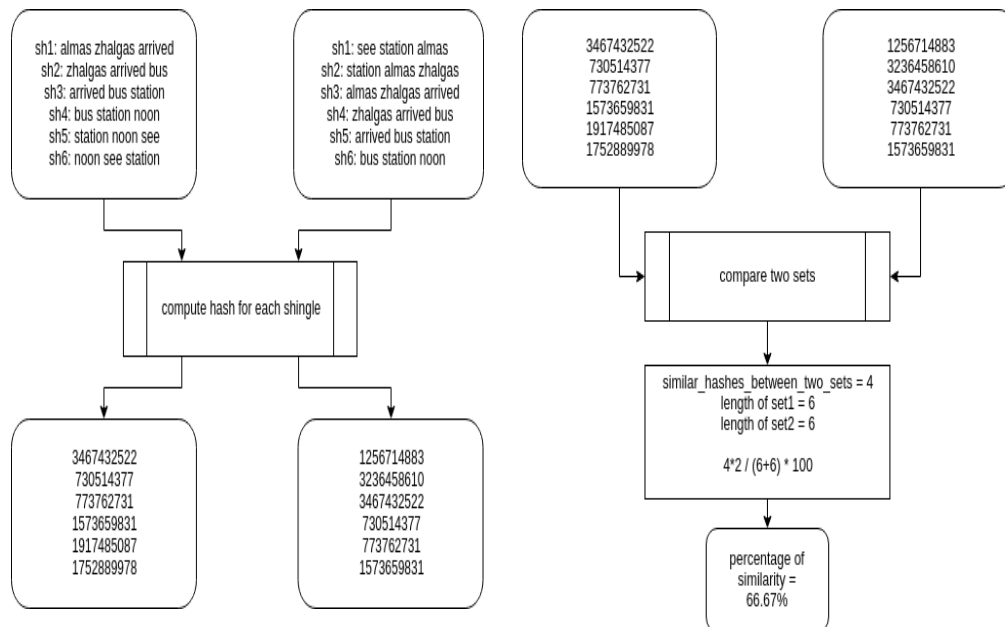 sh1: almas zhalgas arrived
sh2: zhalgas arrived bus
sh3: arrived bus station
sh4: bus station noon
sh5: station noon see
sh6: noon see station
sh1: see station almas
sh2: station almas zhalgas
sh3: almas zhalgas arrived
sh4: zhalgas arrived bus
sh5: arrived bus station
sh6: bus station noon
compute hash for each shingle
3467432522
730514377
773762731
1573659831
1917485087
1752889978
1256714883
3236458610
3467432522
730514377
773762731
1573659831
3467432522
730514377
773762731
1573659831
1917485087
1752889978
1256714883
3236458610
3467432522
730514377
773762731
1573659831
compare two sets
similar_hashes_between_two_sets = 4
length of set1 = 6
length of set2 = 6
4*2 / (6+6) * 100
percentage of
similarity =
66.67%